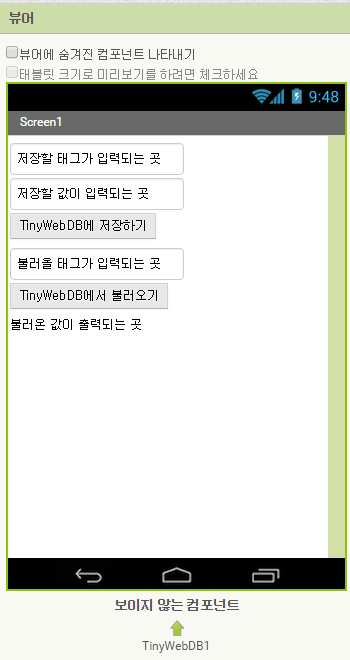 뷰어
뷰어에 숨겨진 컴포넌트 나타내기
태블릿 크기로 미리보기를 하려면 체크하세요
9:48
Screen1
저장할 태그가 입력되는 곳
저장할 값이 입력되는 곳
TinyWebDB에 저장하기
불러올 태그가 입력되는 곳
TinyWebDB에서 불러오기
불러온 값이 출력되는 곳
보이지 않는 컴포넌트
TinyWebDB1